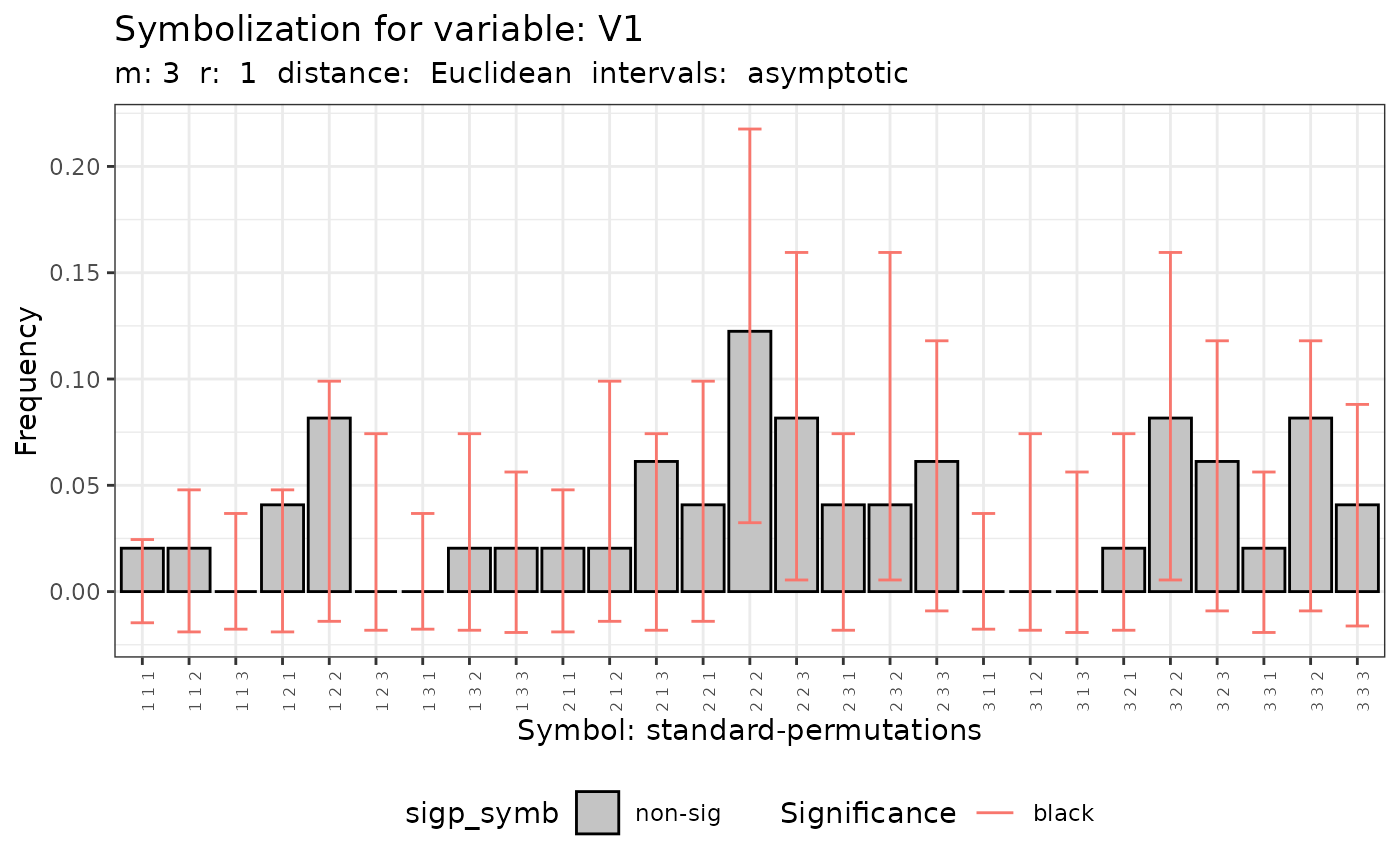 Symbolization for variable: V1
m: 3 r: 1 distance: Euclidean intervals: asymptotic
Frequency
0.20
0.15
0.10
0.05
0.00
1 1 1
1 1 2
1 1 3
1 2 1
1 2 2
1 2 3
1 3 1
1 3 2
1 3 3
2 1 1
2 1 2
2 1 3
2 2 1
2 2 2
2 2 3
2 3 1
2 3 2
2 3 3
3 1 1
3 1 2
3 1 3
3 2 1
3 2 2
3 2 3
3 3 1
3 3 2
3 3 3
Symbol: standard-permutations
sigp_symb non-sig Significance black